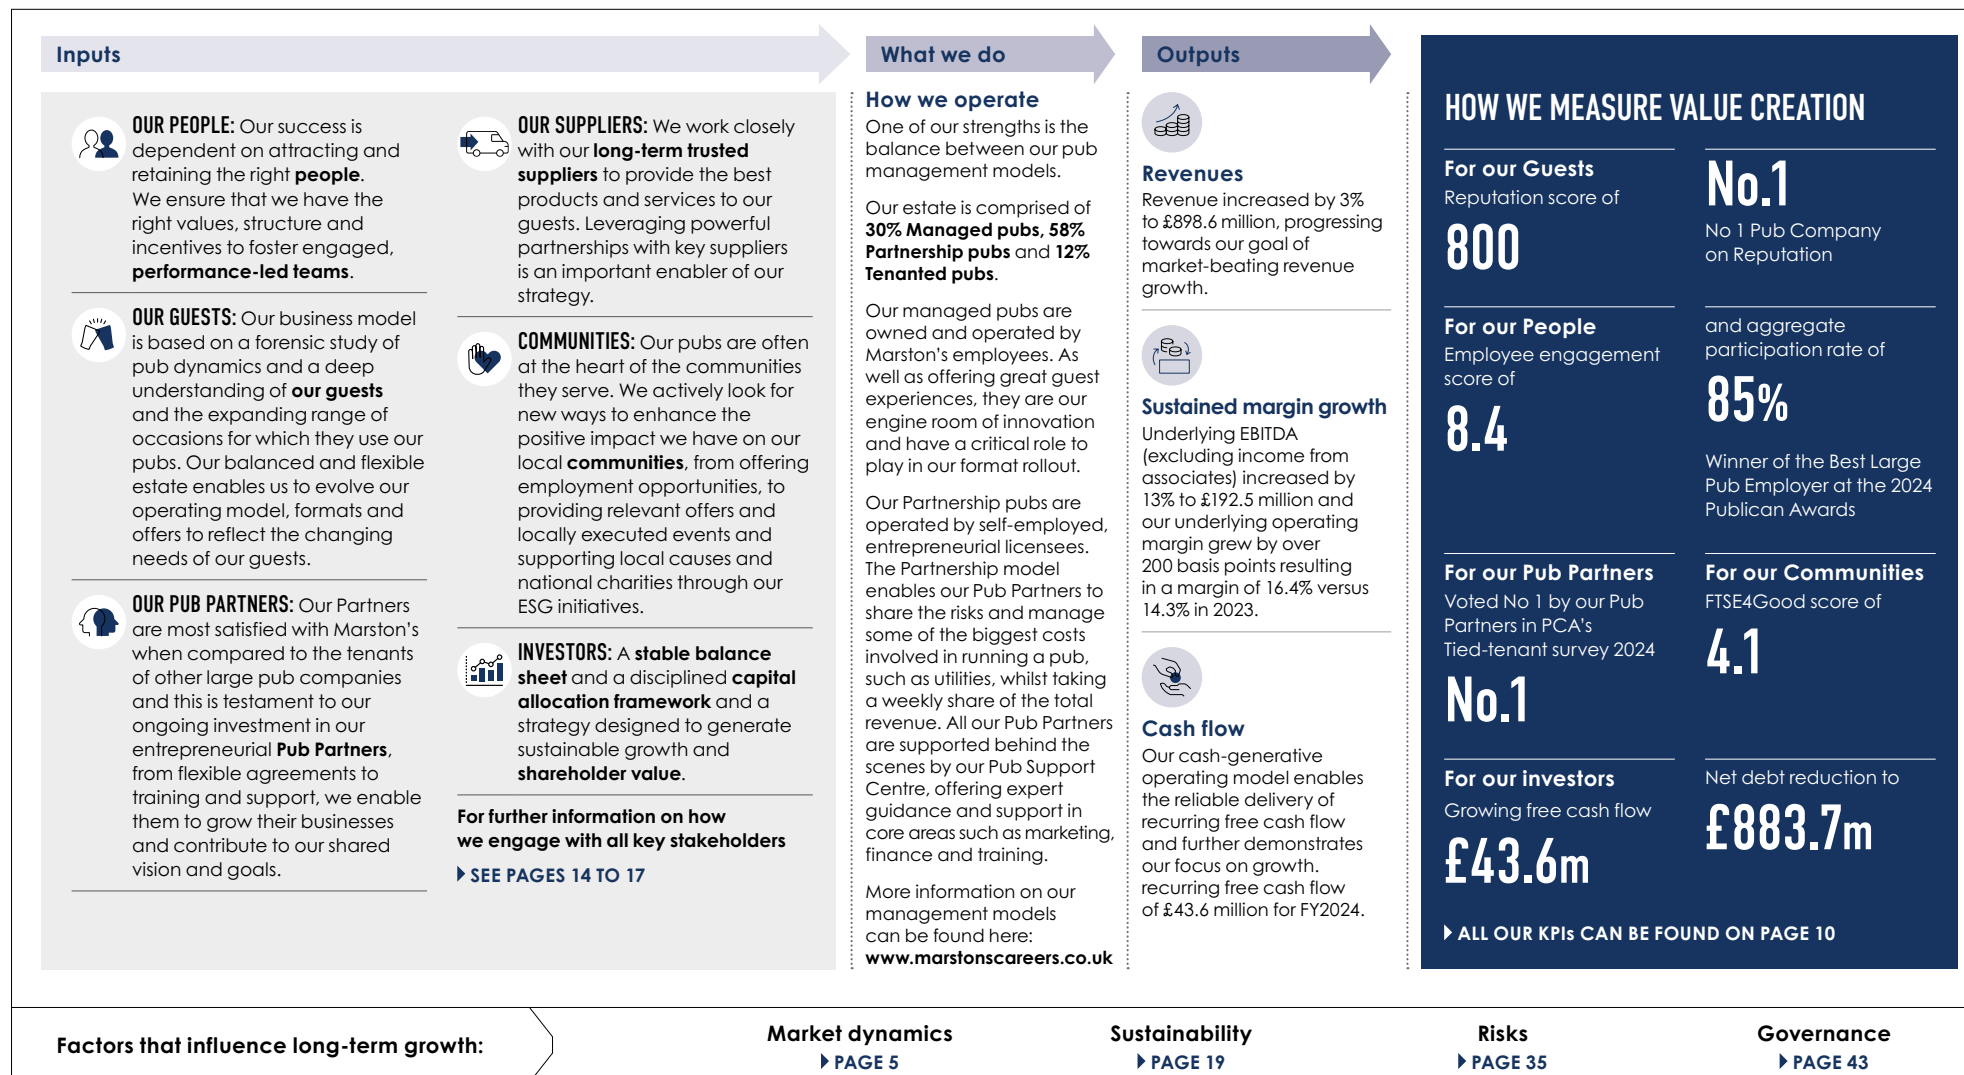 Inputs
OUR PEOPLE: Our success is
dependent on attracting and
retaining the right people.
We ensure that we have the
right values, structure and
incentives to foster engaged,
performance-led teams.
OUR GUESTS: Our business model
is based on a forensic study of
pub dynamics and a deep
understanding of our guests
and the expanding range of
occasions for which they use our
pubs. Our balanced and flexible
estate enables us to evolve our
operating model, formats and
offers to reflect the changing
needs of our guests.
OUR PUB PARTNERS: Our Partners
are most satisfied with Marston's
when compared to the tenants
of other large pub companies
and this is testament to our
ongoing investment in our
entrepreneurial Pub Partners,
from flexible agreements to
training and support, we enable
them to grow their businesses
and contribute to our shared
vision and goals.
OUR SUPPLIERS: We work closely
with our long-term trusted
suppliers to provide the best
products and services to our
guests. Leveraging powerful
partnerships with key suppliers
is an important enabler of our
strategy.
COMMUNITIES: Our pubs are often
at the heart of the communities
they serve. We actively look for
new ways to enhance the
positive impact we have on our
local communities, from offering
employment opportunities, to
providing relevant offers and
locally executed events and
supporting local causes and
national charities through our
ESG initiatives.
INVESTORS: A stable balance
sheet and a disciplined capital
allocation framework and a
strategy designed to generate
sustainable growth and
shareholder value.
For further information on how
we engage with all key stakeholders
SEE PAGES 14 TO 17
What we do
How we operate
One of our strengths is the
balance between our pub
management models.
Our estate is comprised of
30% Managed pubs, 58%
Partnership pubs and 12%
Tenanted pubs.
Our managed pubs are
owned and operated by
Marston's employees. As
well as offering great guest
experiences, they are our
engine room of innovation
and have a critical role to
play in our format rollout.
Our Partnership pubs are
operated by self-employed,
entrepreneurial licensees.
The Partnership model
enables our Pub Partners to
share the risks and manage
some of the biggest costs
involved in running a pub,
such as utilities, whilst taking
a weekly share of the total
revenue. All our Pub Partners
are supported behind the
scenes by our Pub Support
Centre, offering expert
guidance and support in
core areas such as marketing,
finance and training.
More information on our
management models
can be found here:
www.marstonscareers.co.uk
Outputs
Revenues
Revenue increased by 3%
to £898.6 million, progressing
towards our goal of
market-beating revenue
growth.
Sustained margin growth
Underlying EBITDA
(excluding income from
associates) increased by
13% to £192.5 million and
our underlying operating
margin grew by over
200 basis points resulting
in a margin of 16.4% versus
14.3% in 2023.
Cash flow
Our cash-generative
operating model enables
the reliable delivery of
recurring free cash flow
and further demonstrates
our focus on growth.
recurring free cash flow
of £43.6 million for FY2024.
HOW WE MEASURE VALUE CREATION
For our Guests
Reputation score of
800
No.1
No 1 Pub Company
on Reputation
For our People
Employee engagement
score of
8.4
and aggregate
participation rate of
85%
Winner of the Best Large
Pub Employer at the 2024
Publican Awards
For our Pub Partners
Voted No 1 by our Pub
Partners in PCA's
Tied-tenant survey 2024
No.1
For our Communities
FTSE4Good score of
4.1
For our investors
Growing free cash flow
£43.6m
Net debt reduction to
£883.7m
ALL OUR KPIs CAN BE FOUND ON PAGE 10
Factors that influence long-term growth:
Market dynamics
PAGE 5
Sustainability
PAGE 19
Risks
PAGE 35
Governance
PAGE 43